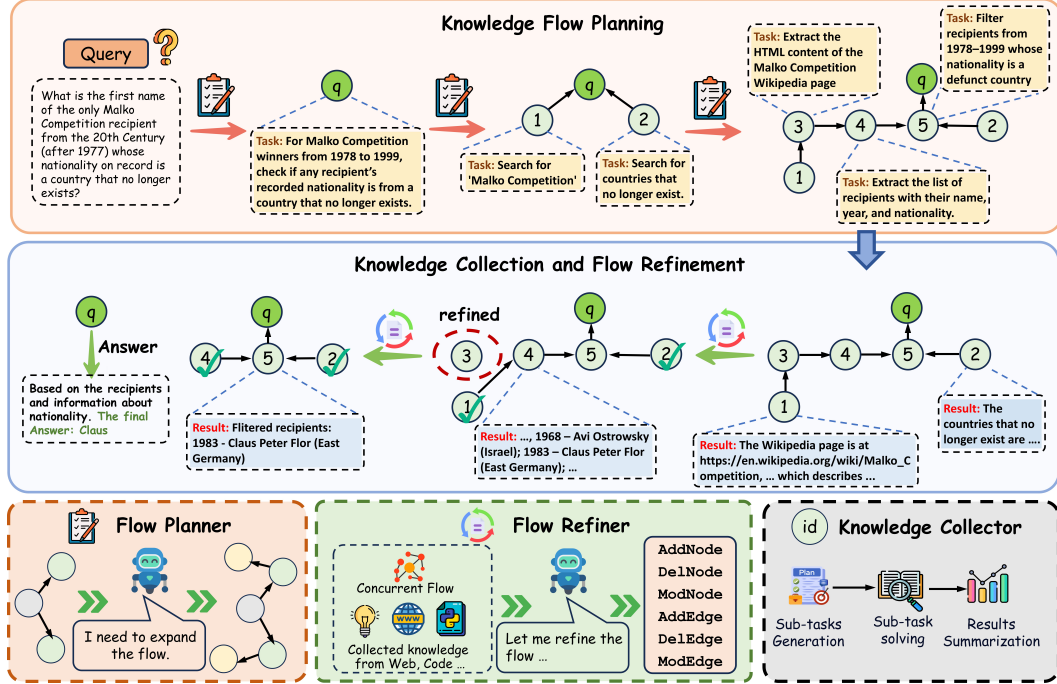 Knowledge Flow Planning
Query
What is the first name
of the only Malko
Competition recipient
from the 20th Century
(after 1977) whose
nationality on record is
a country that no longer
exists?
q
Task: For Malko Competition
winners from 1978 to 1999,
check if any recipient's
recorded nationality is from a
country that no longer exists.
q
1
2
Task: Search for
'Malko Competition'
Task: Search for
countries that
no longer exist.
Task: Extract the
HTML content of the
Malko Competition
Wikipedia page
Task: Filter
recipients from
1978–1999 whose
nationality is a
defunct country
q
3
4
5
2
1
Task: Extract the list of
recipients with their name,
year, and nationality.
Knowledge Collection and Flow Refinement
q
Answer
Based on the recipients
and information about
nationality. The final
Answer: Claus
q
4
5
2
Result: Flitered recipients:
1983 - Claus Peter Flor (East
Germany)
refined
q
3
4
5
2
1
Result: ..., 1968 – Avi Ostrowsky
(Israel); 1983 – Claus Peter Flor
(East Germany); ...
q
3
4
5
2
1
Result: The Wikipedia page is at
https://en.wikipedia.org/wiki/Malko_C
ompetition, ... which describes ...
Result: The
countries that no
longer exist are ....
Flow Planner
I need to expand
the flow.
Flow Refiner
Concurrent Flow
WWW
Collected knowledge
from Web, Code ...
Let me refine the
flow ...
AddNode
DelNode
ModNode
AddEdge
DelEdge
ModEdge
id
Knowledge Collector
Plan
Sub-tasks
Generation
Sub-task
solving
Results
Summarization